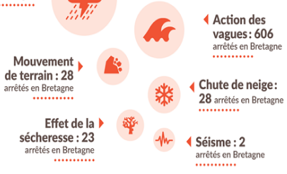 Action des
vagues : 606
arrêtés en Bretagne
Mouvement
de terrain : 28
arrêtés en Bretagne
Chute de neige :
28 arrêtés en Bretagne
Effet de la
sécheresse : 23
arrêtés en Bretagne
Séisme : 2
arrêtés en Bretagne